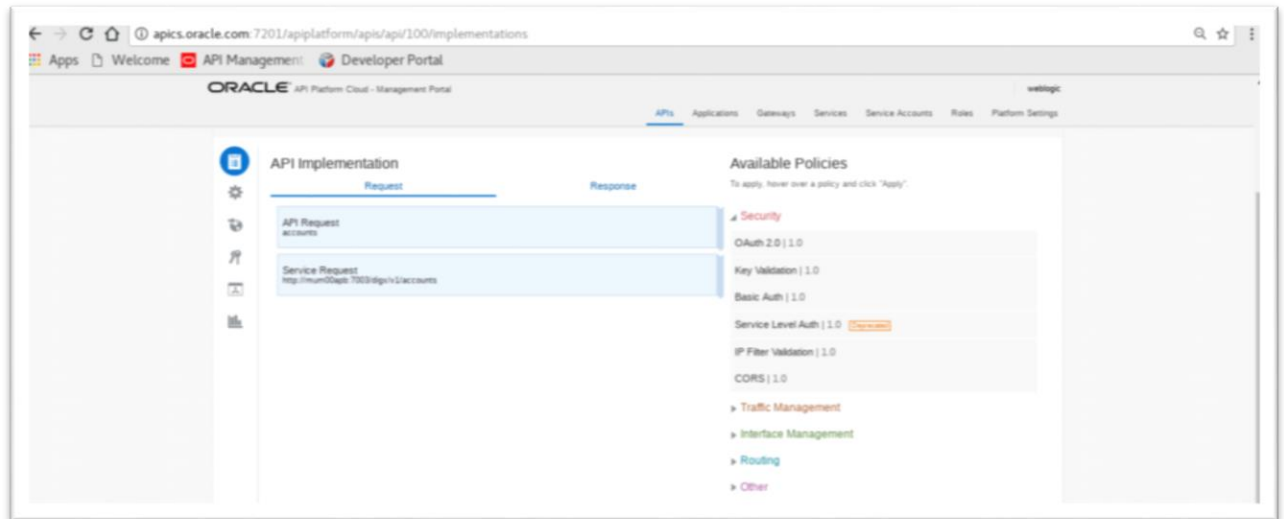 apics.oracle.com:7201/apiplatform/apis/api/100/implementations
Apps Welcome API Management Developer Portal
ORACLE API Platform Cloud - Management Portal
weblogic
APIs Applications Gateways Services Service Accounts Roles Platform Settings
API Implementation
Request Response
API Request
accounts
Service Request
Available Policies
To apply, hover over a policy and click "Apply".
Security
OAuth 2.0 | 1.0
Key Validation | 1.0
Basic Auth | 1.0
Service Level Auth | 1.0 Deprecated
IP Filter Validation | 1.0
CORS | 1.0
Traffic Management
Interface Management
Routing
Other